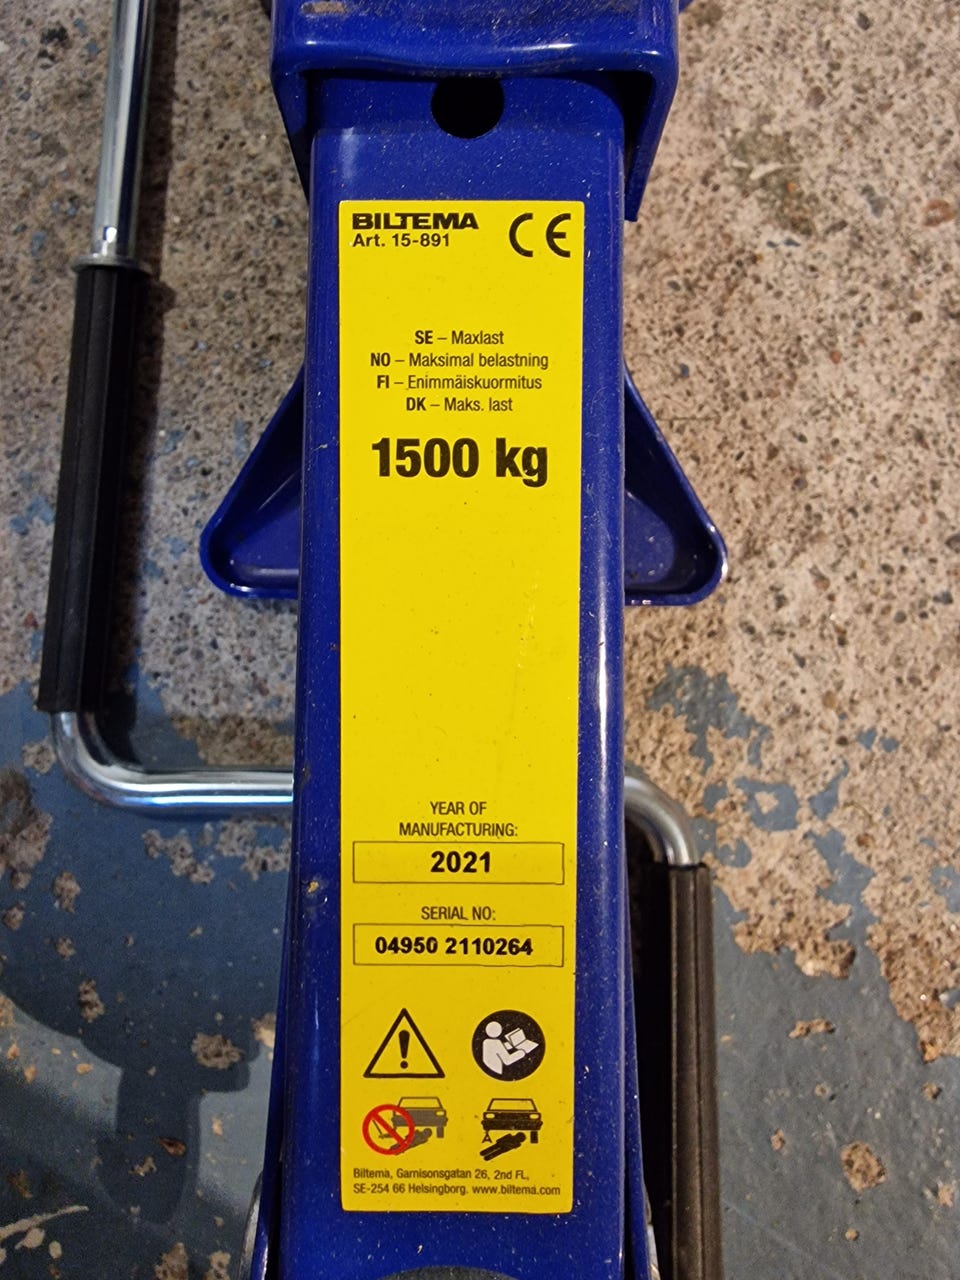 BILTEMA
Art. 15-891
CE
SE – Maxlast
NO – Maksimal belastning
FI – Enimmäiskuormitus
DK – Maks. last
1500 kg
YEAR OF
MANUFACTURING:
2021
SERIAL NO:
04950 2110264
Biltema, Garnisonsgatan 26, 2nd FL,
SE-254 66 Helsingborg. www.biltema.com